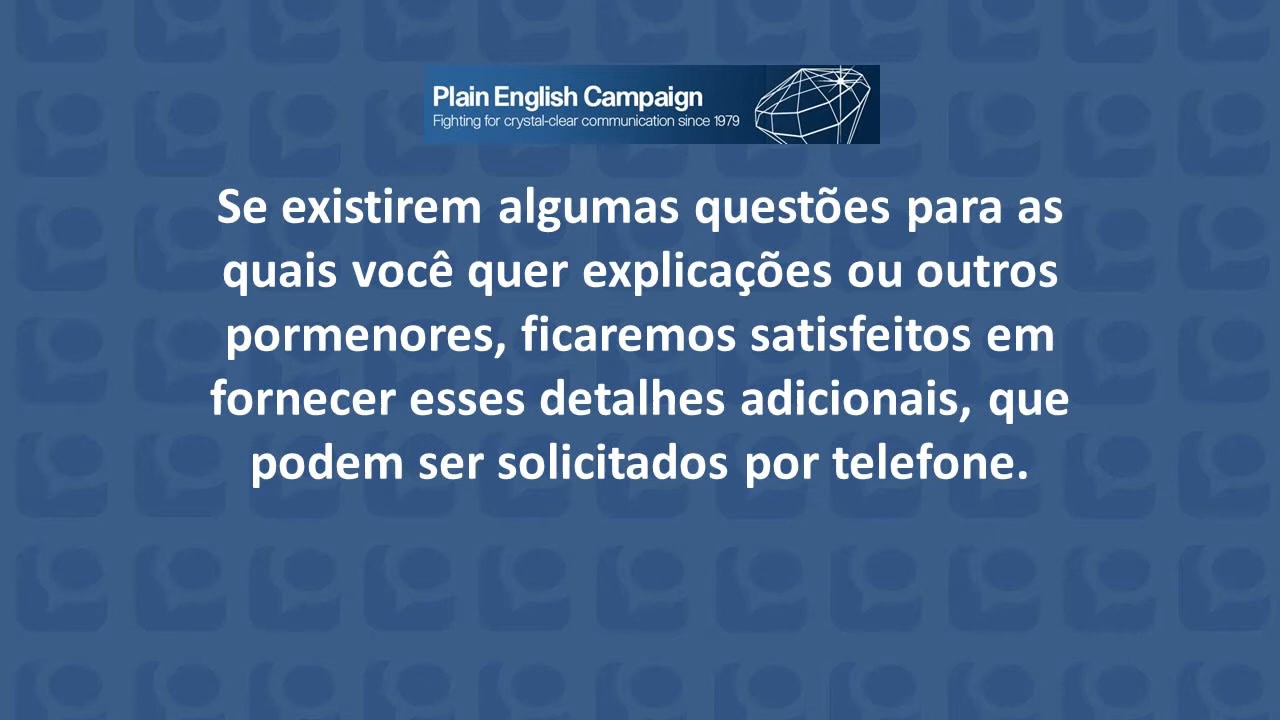 Plain English Campaign
Fighting for crystal-clear communication since 1979
Se existirem algumas questões para as
quais você quer explicações ou outros
pormenores, ficaremos satisfeitos em
fornecer esses detalhes adicionais, que
podem ser solicitados por telefone.